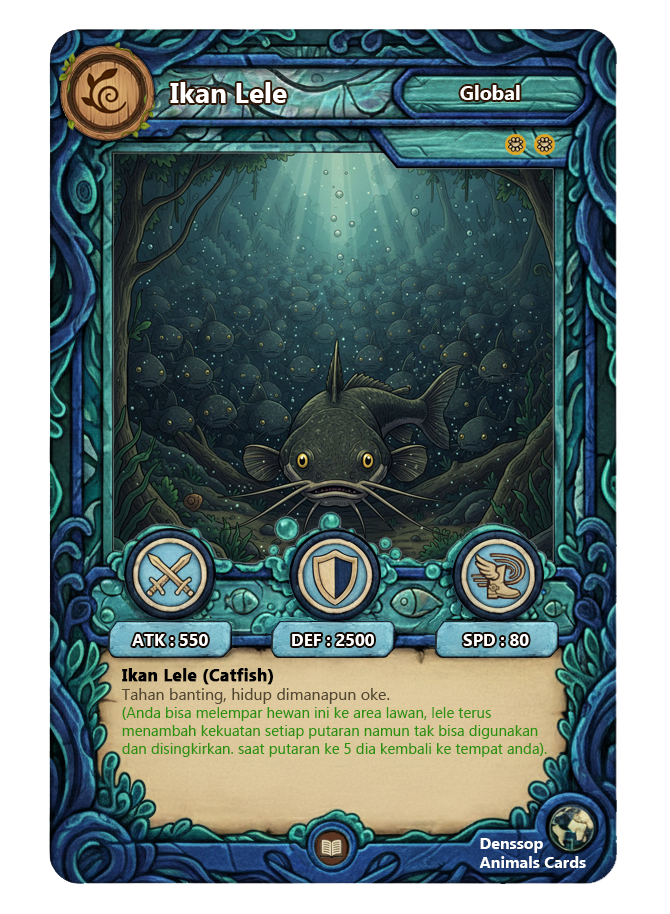 Ikan Lele
Global
ATK : 550
DEF : 2500
SPD : 80
Ikan Lele (Catfish)
Tahan banting, hidup dimanapun oke.
(Anda bisa melempar hewan ini ke area lawan, lele terus
menambah kekuatan setiap putaran namun tak bisa digunakan
dan disingkirkan. saat putaran ke 5 dia kembali ke tempat anda).
Denssop
Animals Cards